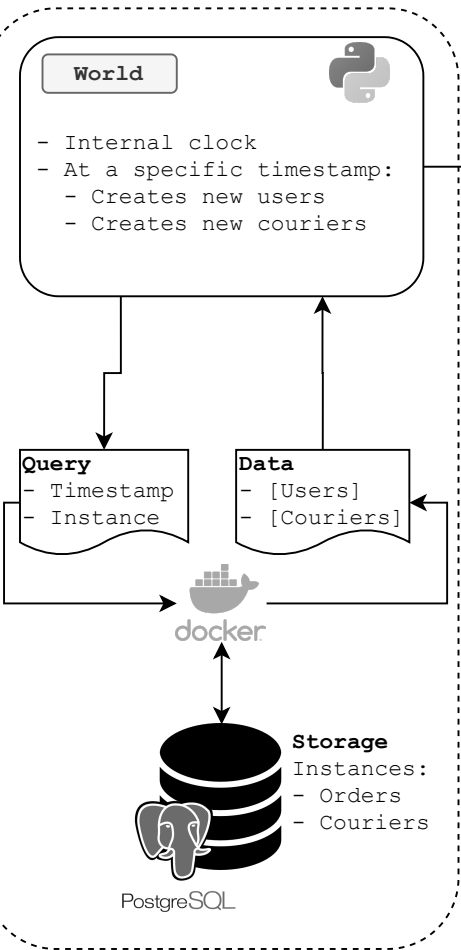 World
- Internal clock
- At a specific timestamp:
- Creates new users
- Creates new couriers
Query
- Timestamp
- Instance
Data
- [Users]
- [Couriers]
docker
Storage
Instances:
- Orders
- Couriers
PostgreSQL